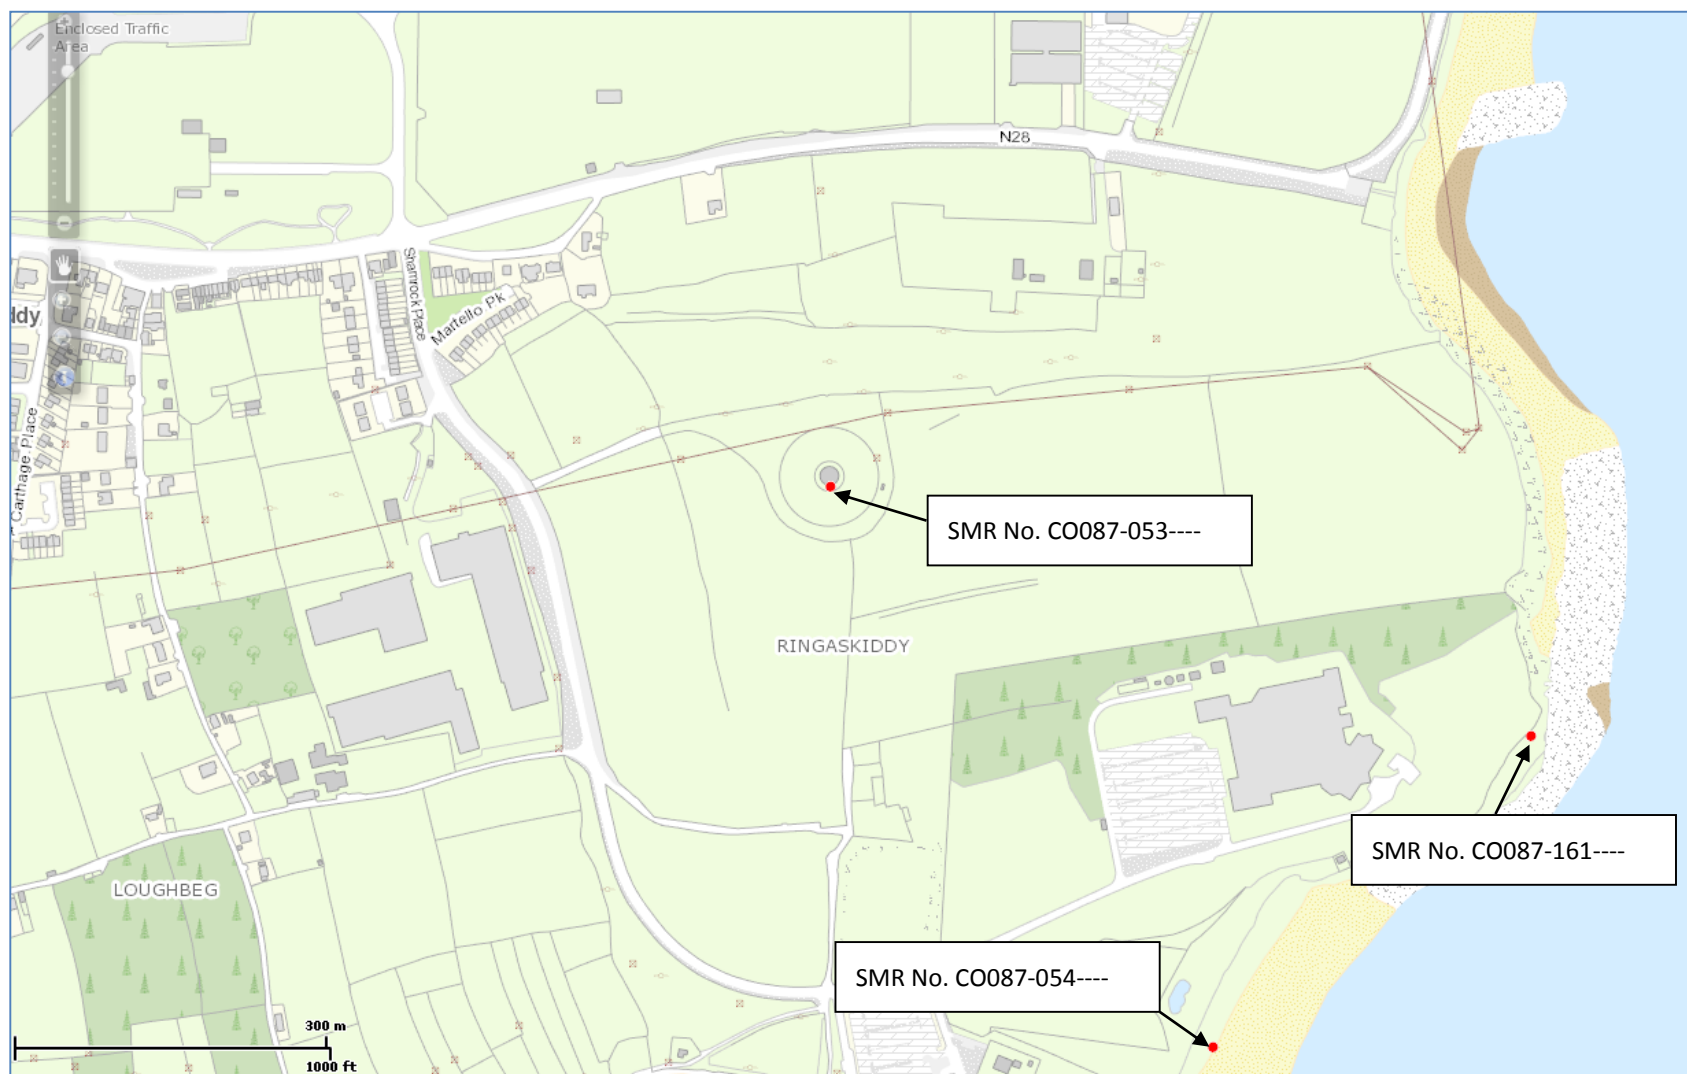 Enclosed Traffic
Area
N28
Shamrock Place
Martello Pk
ddy
Carthage Place
SMR No. CO087-053----
RINGASKIDDY
SMR No. CO087-161----
LOUGHBEG
SMR No. CO087-054----
300 m
1000 ft